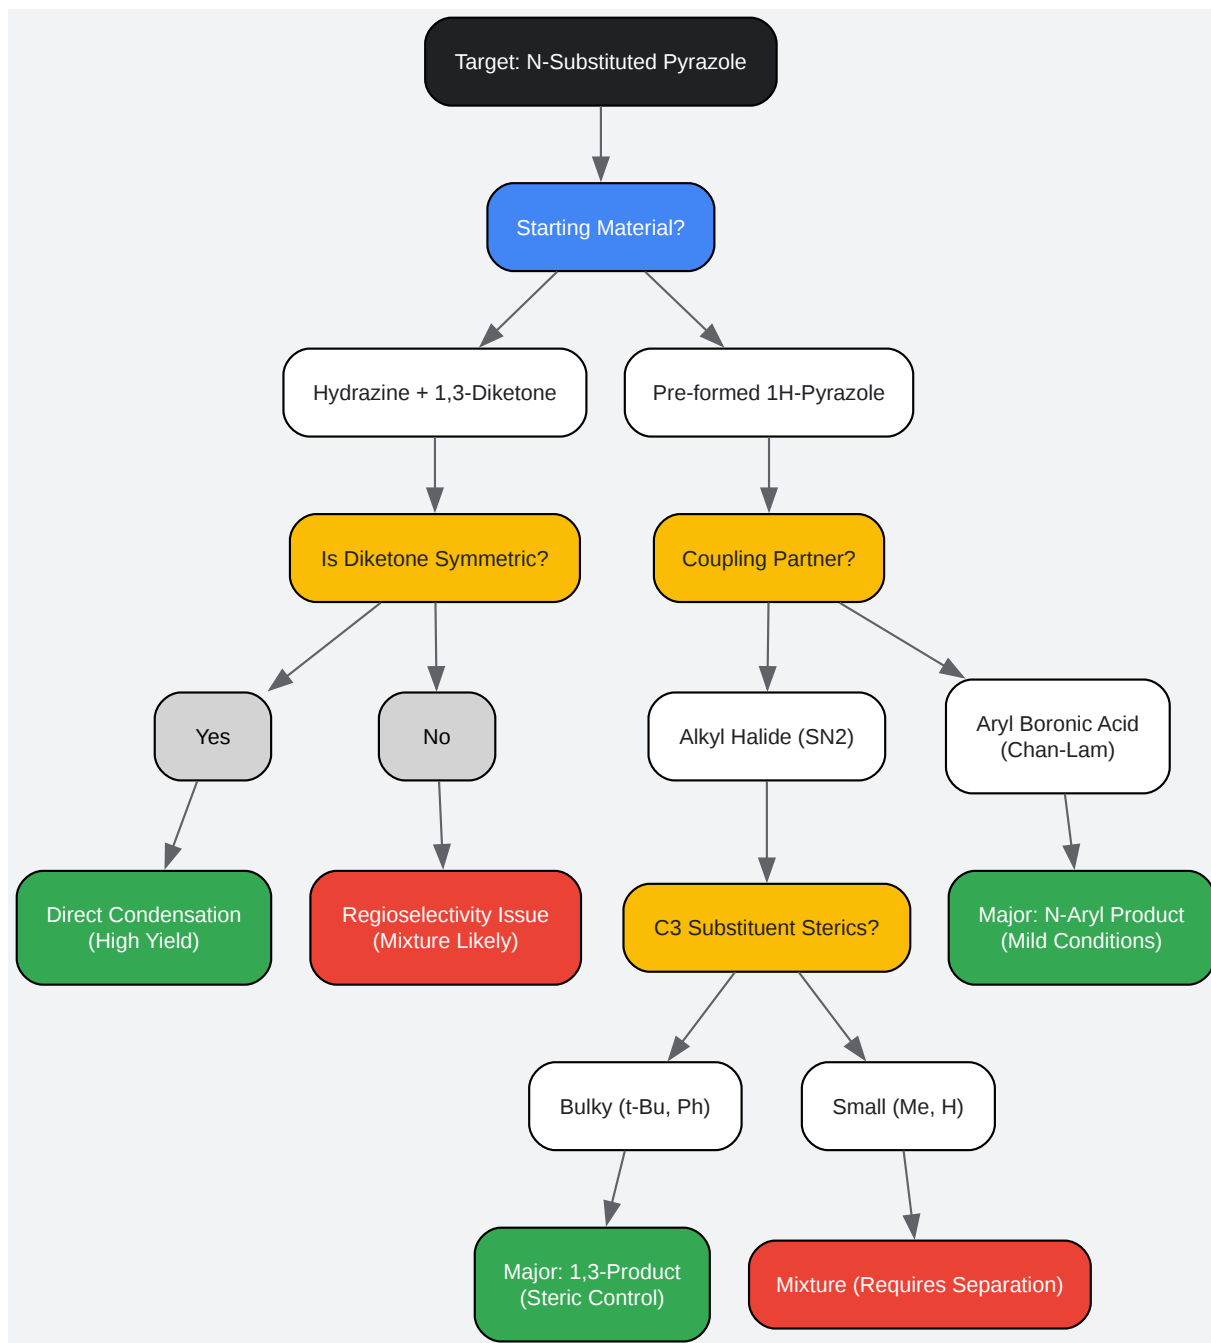 Target: N-Substituted Pyrazole
Starting Material?
Hydrazine + 1,3-Diketone
Pre-formed 1H-Pyrazole
Is Diketone Symmetric?
Coupling Partner?
Yes
No
Alkyl Halide (SN2)
Aryl Boronic Acid
(Chan-Lam)
Direct Condensation
(High Yield)
Regioselectivity Issue
(Mixture Likely)
C3 Substituent Sterics?
Major: N-Aryl Product
(Mild Conditions)
Bulky (t-Bu, Ph)
Small (Me, H)
Major: 1,3-Product
(Steric Control)
Mixture (Requires Separation)